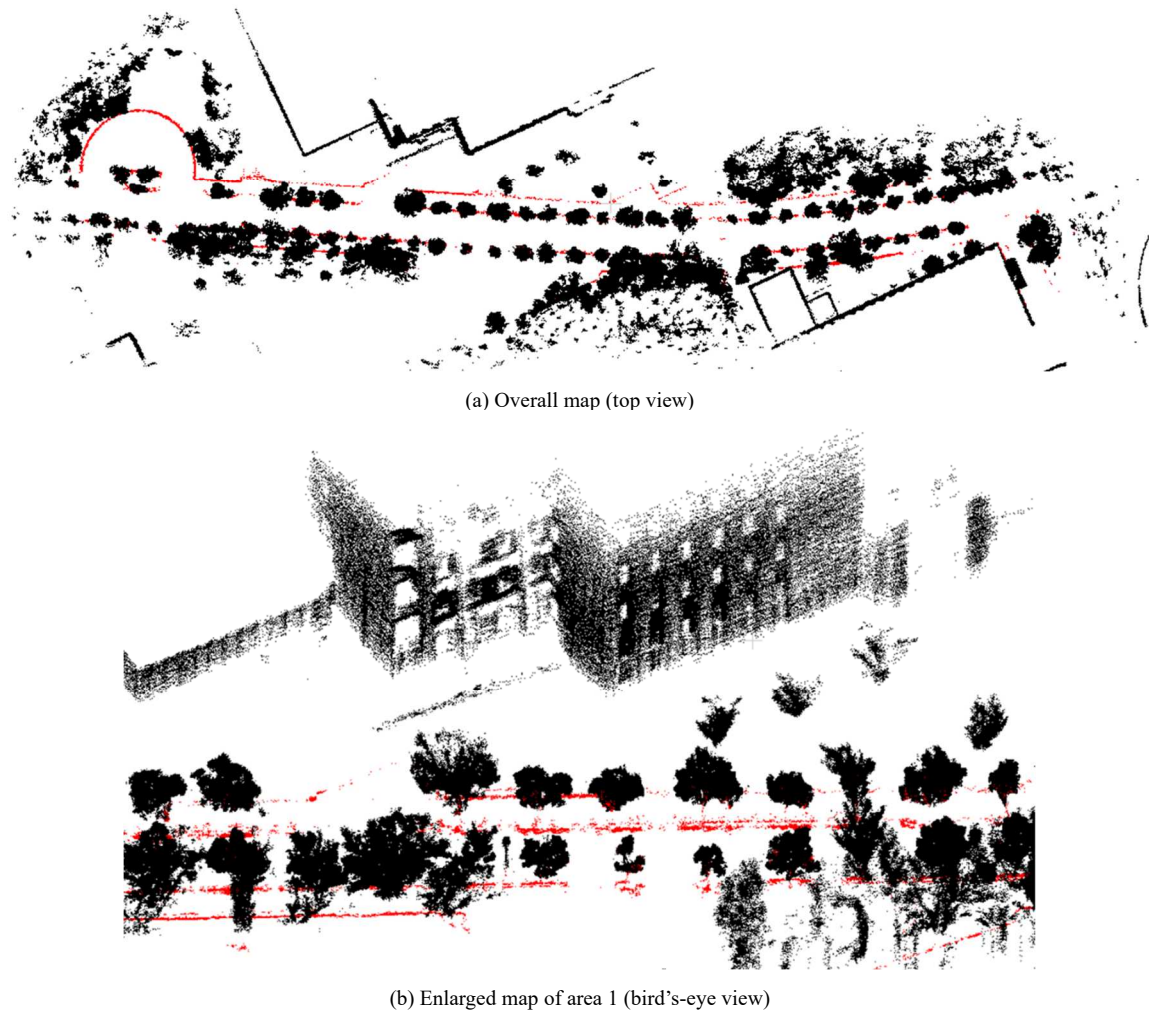 (a) Overall map (top view)
(b) Enlarged map of area 1 (bird’s-eye view)